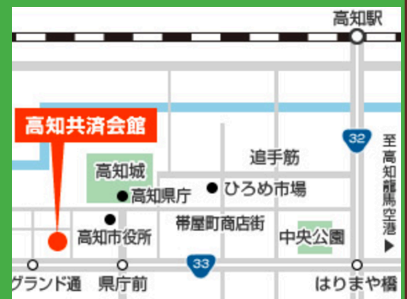 高知駅
高知共済会館
32
追手筋
高知城
至高知龍馬空港
高知県庁
ひろめ市場
帯屋町商店街
高知市役所
中央公園
33
グランド通
県庁前
はりまや橋